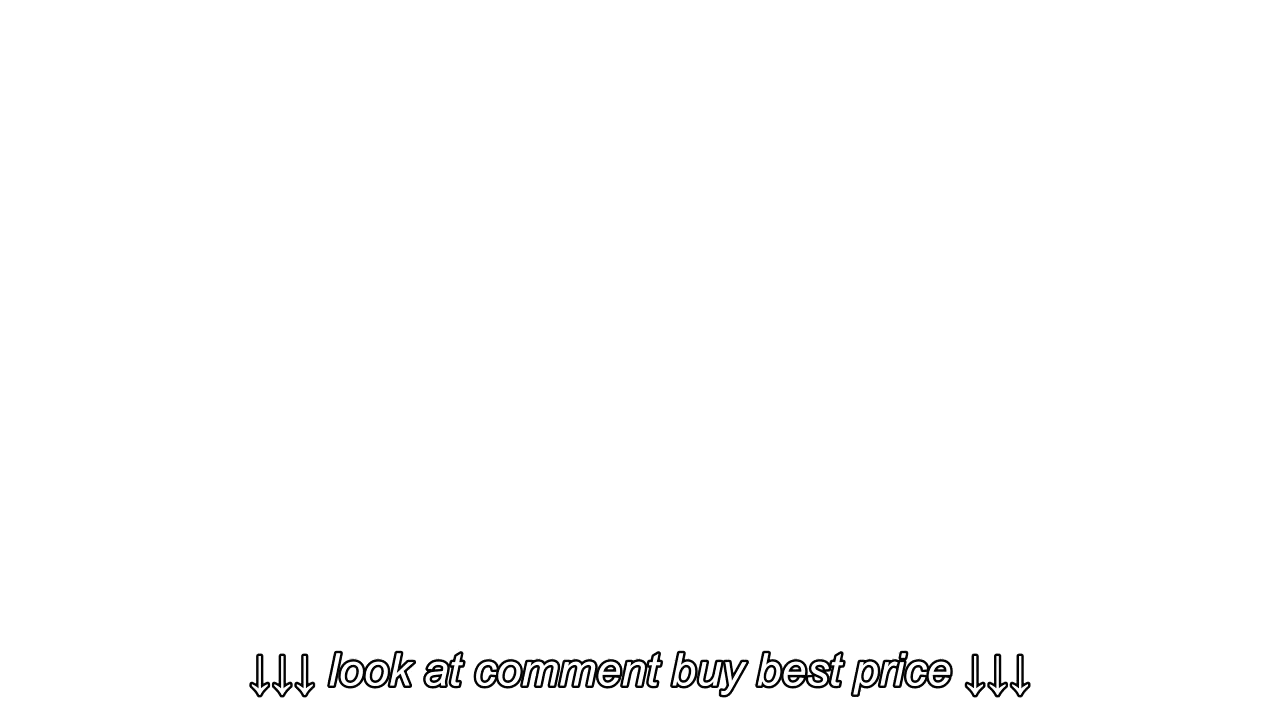 ↓↓↓ look at comment buy best price ↓↓↓